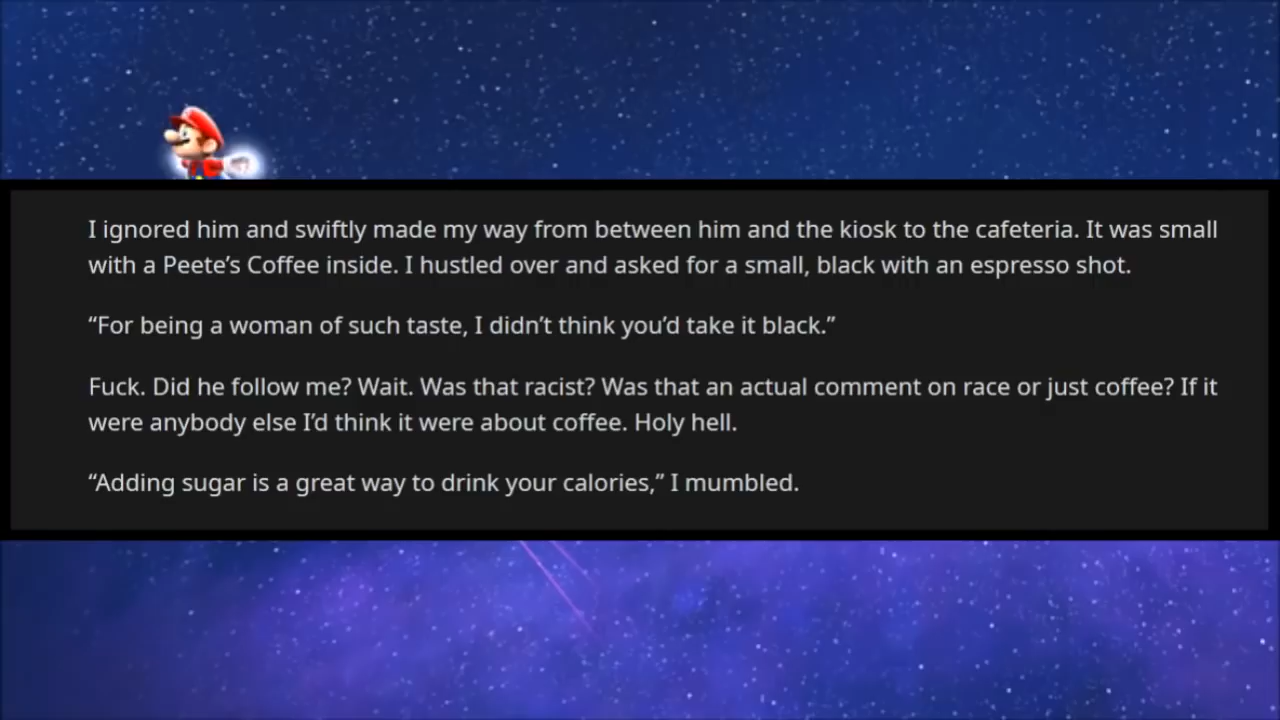 I ignored him and swiftly made my way from between him and the kiosk to the cafeteria. It was small
with a Peete’s Coffee inside. I hustled over and asked for a small, black with an espresso shot.
“For being a woman of such taste, I didn’t think you’d take it black.”
Fuck. Did he follow me? Wait. Was that racist? Was that an actual comment on race or just coffee? If it
were anybody else I’d think it were about coffee. Holy hell.
“Adding sugar is a great way to drink your calories,” I mumbled.